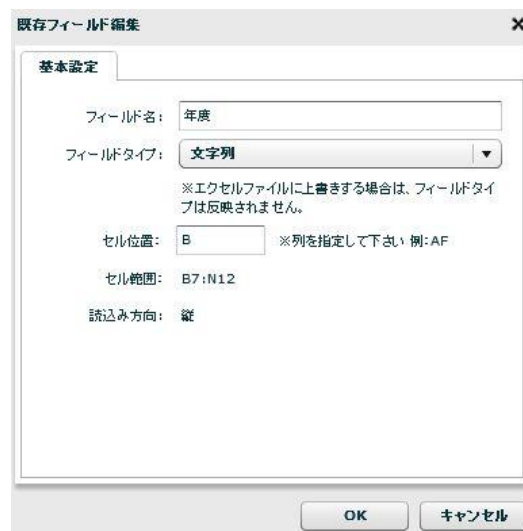 既存フィールド編集
基本設定
フィールド名: 年度
フィールドタイプ: 文字列
※エクセルファイルに上書きする場合は、フィールドタイ
プは反映されません。
セル位置: B ※列を指定して下さい 例:AF
セル範囲: B7:N12
読込み方向: 縦
OK キャンセル